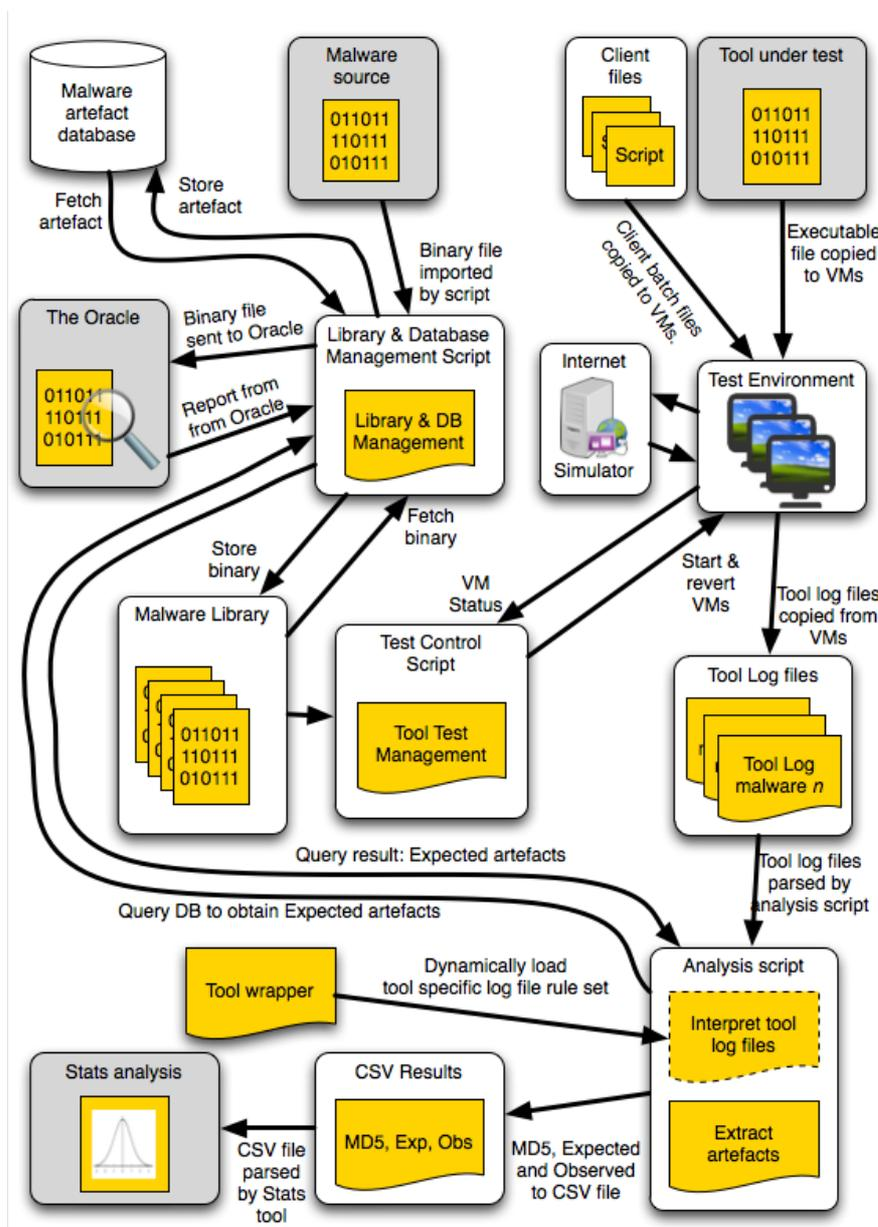 Malware
artefact
database
Malware
source
011011
110111
010111
Client
files
Script
Tool under test
011011
110111
010111
Fetch
artefact
Store
artefact
Binary file
imported
by script
Client batch files
copied to VMs.
Executable
file copied
to VMs
The Oracle
011011
110111
010111
Binary file
sent to Oracle
Report from
from Oracle
Library & Database
Management Script
Library & DB
Management
Internet
Simulator
Test Environment
Store
binary
Fetch
binary
VM
Status
Start &
revert
VMs
Tool log files
copied from
VMs
Malware Library
011011
110111
010111
Test Control
Script
Tool Test
Management
Tool Log files
Tool Log
malware n
Query result: Expected artefacts
Query DB to obtain Expected artefacts
Tool log files
parsed by
analysis script
Tool wrapper
Dynamically load
tool specific log file rule set
Analysis script
Interpret tool
log files
Extract
artefacts
Stats analysis
CSV file
parsed
by Stats
tool
CSV Results
MD5, Exp, Obs
MD5, Expected
and Observed
to CSV file